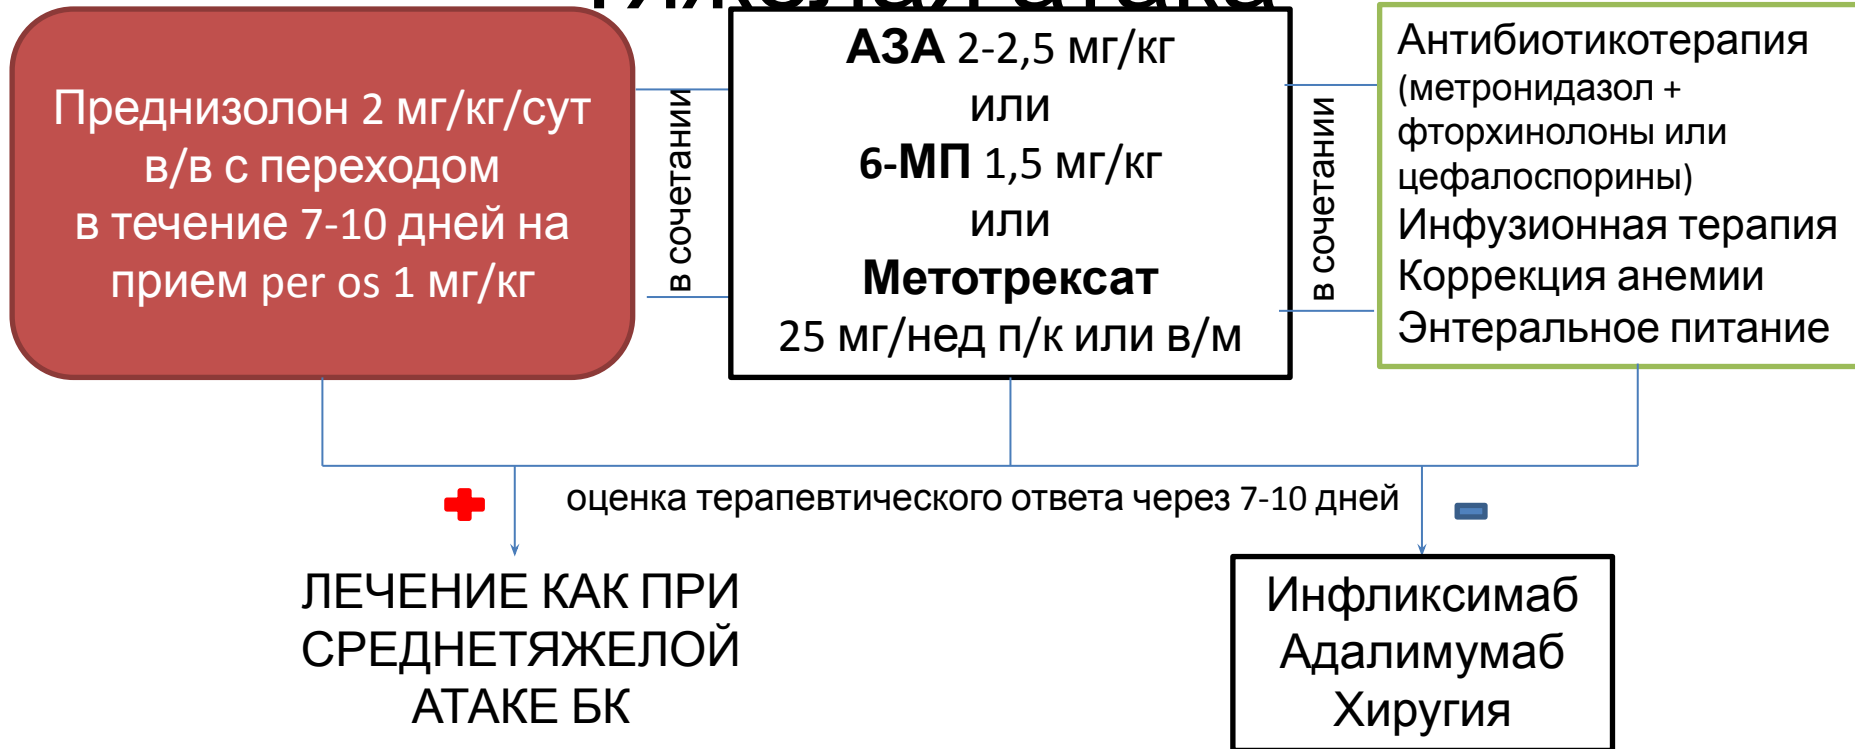 тяжелая атака
Преднизолон 2 мг/кг/сут
в/в с переходом
в течение 7-10 дней на
прием per os 1 мг/кг
в сочетании
АЗА 2-2,5 мг/кг
или
6-МП 1,5 мг/кг
или
Метотрексат
25 мг/нед п/к или в/м
в сочетании
Антибиотикотерапия
(метронидазол +
фторхинолоны или
цефалоспорины)
Инфузионная терапия
Коррекция анемии
Энтеральное питание
оценка терапевтического ответа через 7-10 дней
ЛЕЧЕНИЕ КАК ПРИ
СРЕДНЕТЯЖЕЛОЙ
АТАКЕ БК
Инфликсимаб
Адалимумаб
Хиругия